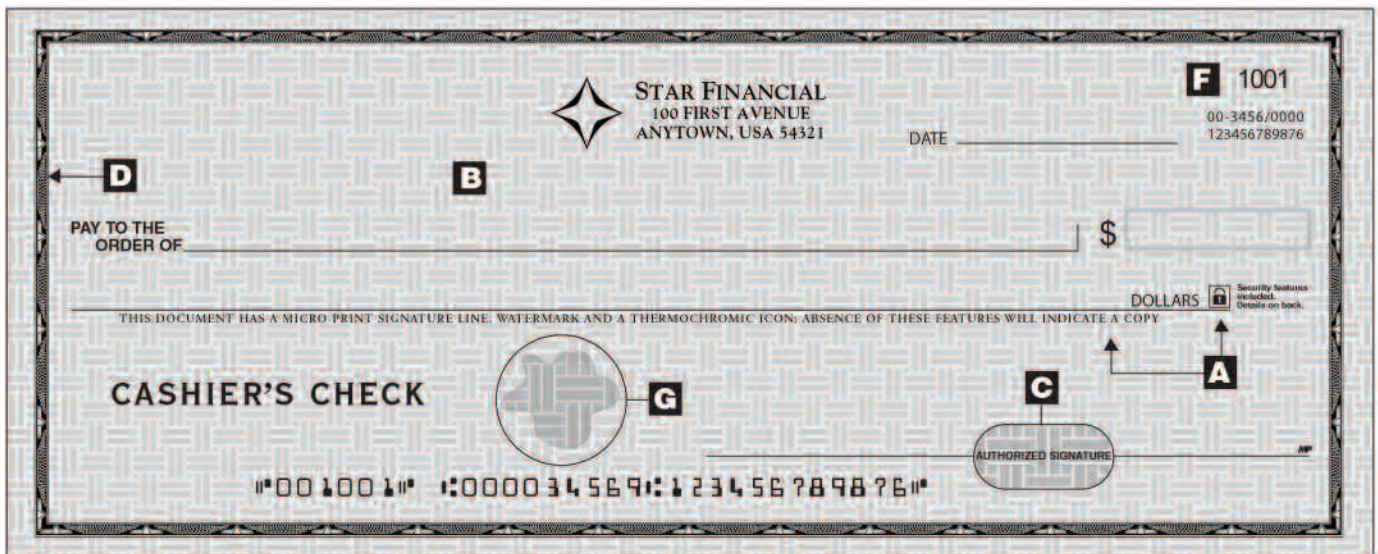 STAR FINANCIAL
100 FIRST AVENUE
ANYTOWN, USA 54321
F 1001
00-3456/0000
123456789876
DATE
D
B
PAY TO THE
ORDER OF
$
DOLLARS
Security features
included.
Details on back.
THIS DOCUMENT HAS A MICRO PRINT SIGNATURE LINE, WATERMARK AND A THERMOCHROMIC ICON; ABSENCE OF THESE FEATURES WILL INDICATE A COPY
A
CASHIER'S CHECK
G
C
AUTHORIZED SIGNATURE
MP
⑈001001⑈ ⑆000034569⑆123456789876⑈